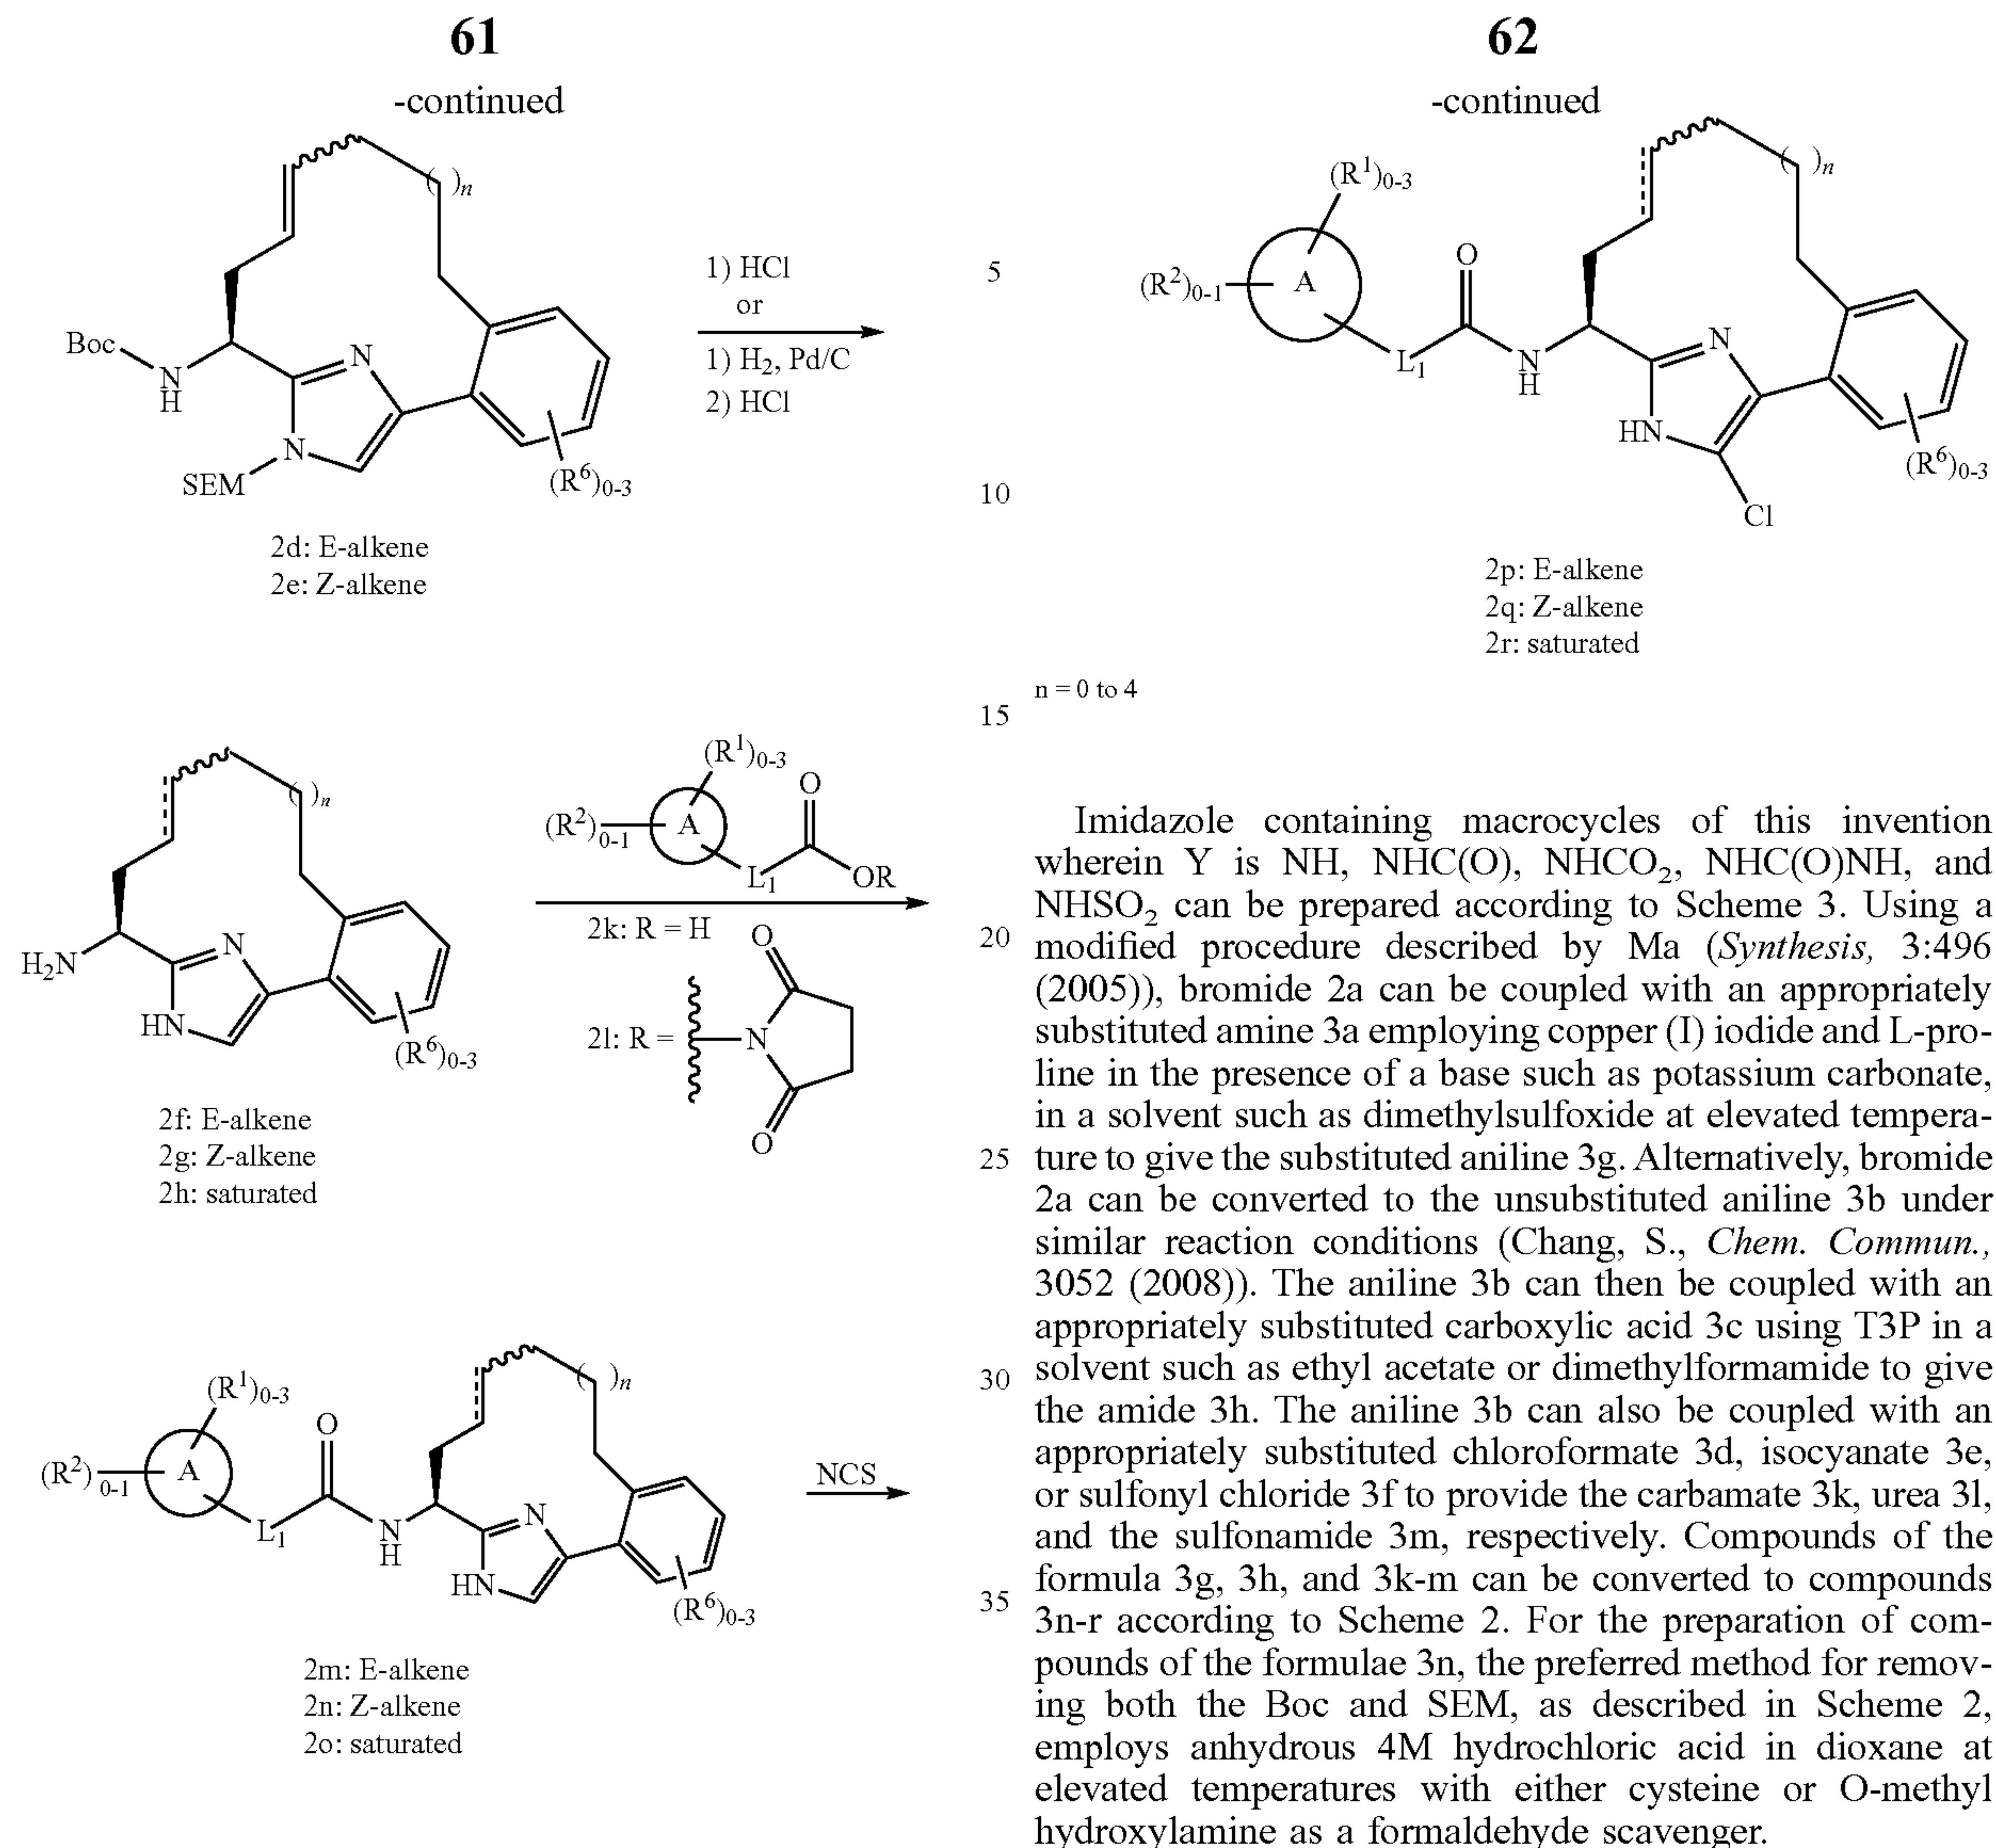 61
-continued
(
)n
Boc
N
H
N
N
SEM
(R6)0-3
1) HCl
or
1) H2, Pd/C
2) HCl
2d: E-alkene
2e: Z-alkene
(
)n
H2N
N
HN
(R6)0-3
2f: E-alkene
2g: Z-alkene
2h: saturated
(R1)0-3
(R2)0-1
A
L1
O
OR
2k: R = H
2l: R =
O
N
O
(R1)0-3
(R2)0-1
A
L1
O
N
H
(
)n
N
HN
(R6)0-3
NCS
2m: E-alkene
2n: Z-alkene
2o: saturated
5
10
15
20
25
30
35
62
-continued
(R1)0-3
(R2)0-1
A
L1
O
N
H
(
)n
N
HN
Cl
(R6)0-3
2p: E-alkene
2q: Z-alkene
2r: saturated
n = 0 to 4
Imidazole containing macrocycles of this invention
wherein Y is NH, NHC(O), NHCO2, NHC(O)NH, and
NHSO2 can be prepared according to Scheme 3. Using a
modified procedure described by Ma (Synthesis, 3:496
(2005)), bromide 2a can be coupled with an appropriately
substituted amine 3a employing copper (I) iodide and L-pro-
line in the presence of a base such as potassium carbonate,
in a solvent such as dimethylsulfoxide at elevated tempera-
ture to give the substituted aniline 3g. Alternatively, bromide
2a can be converted to the unsubstituted aniline 3b under
similar reaction conditions (Chang, S., Chem. Commun.,
3052 (2008)). The aniline 3b can then be coupled with an
appropriately substituted carboxylic acid 3c using T3P in a
solvent such as ethyl acetate or dimethylformamide to give
the amide 3h. The aniline 3b can also be coupled with an
appropriately substituted chloroformate 3d, isocyanate 3e,
or sulfonyl chloride 3f to provide the carbamate 3k, urea 3l,
and the sulfonamide 3m, respectively. Compounds of the
formula 3g, 3h, and 3k-m can be converted to compounds
3n-r according to Scheme 2. For the preparation of com-
pounds of the formulae 3n, the preferred method for remov-
ing both the Boc and SEM, as described in Scheme 2,
employs anhydrous 4M hydrochloric acid in dioxane at
elevated temperatures with either cysteine or O-methyl
hydroxylamine as a formaldehyde scavenger.